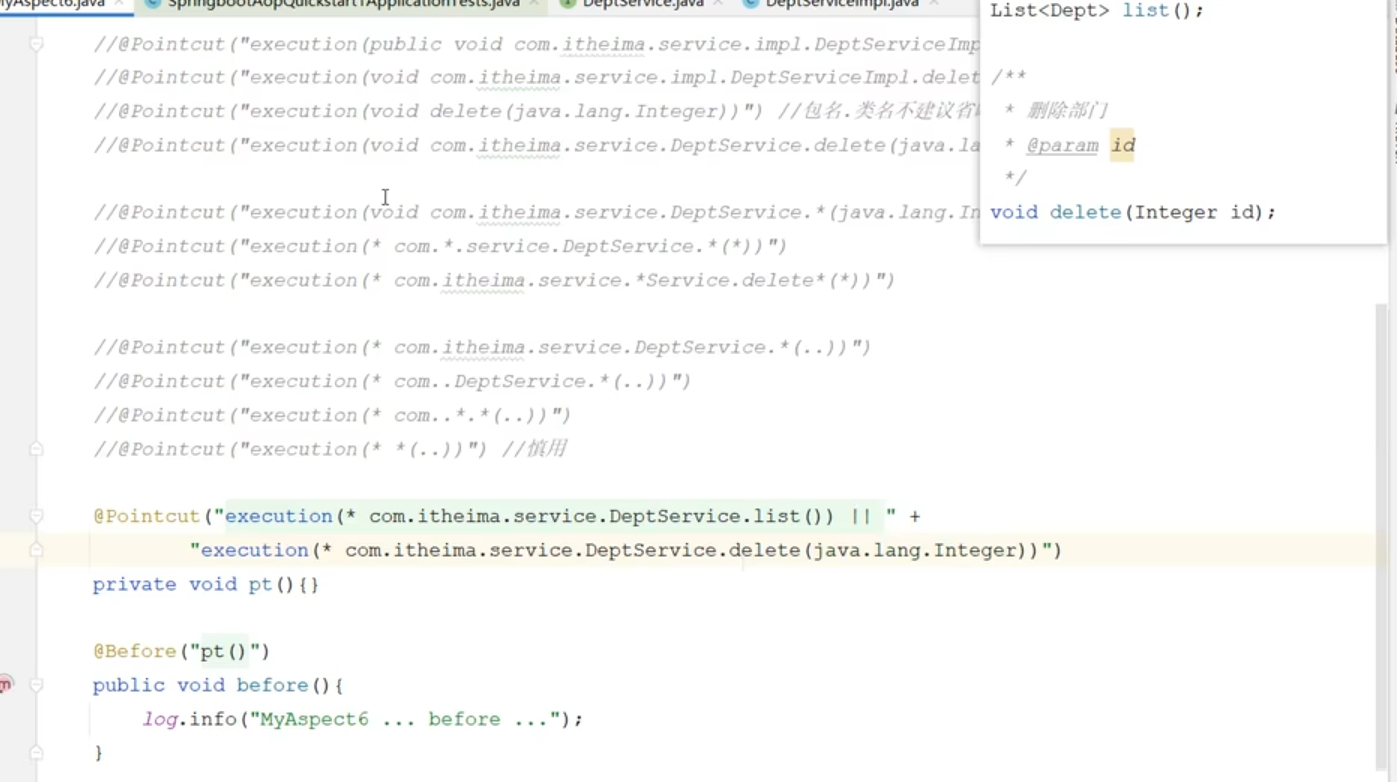 MyAspect6.java SpringbootAopQuickstart1ApplicationTests.java DeptService.java DeptServiceImpl.java
//@Pointcut("execution(public void com.itheima.service.impl.DeptServiceImp
//@Pointcut("execution(void com.itheima.service.impl.DeptServiceImpl.delet
//@Pointcut("execution(void delete(java.lang.Integer))") //包名.类名不建议省
//@Pointcut("execution(void com.itheima.service.DeptService.delete(java.la
//@Pointcut("execution(void com.itheima.service.DeptService.*(java.lang.In
//@Pointcut("execution(* com.*.service.DeptService.*(*))")
//@Pointcut("execution(* com.itheima.service.*Service.delete*(*))")
//@Pointcut("execution(* com.itheima.service.DeptService.*(..))")
//@Pointcut("execution(* com..DeptService.*(..))")
//@Pointcut("execution(* com..*.*(..))")
//@Pointcut("execution(* *(..))") //慎用
@Pointcut("execution(* com.itheima.service.DeptService.list()) || " +
"execution(* com.itheima.service.DeptService.delete(java.lang.Integer))")
private void pt(){}
@Before("pt()")
public void before(){
log.info("MyAspect6 ... before ...");
}
List<Dept> list();
/**
* 删除部门
* @param id
*/
void delete(Integer id);